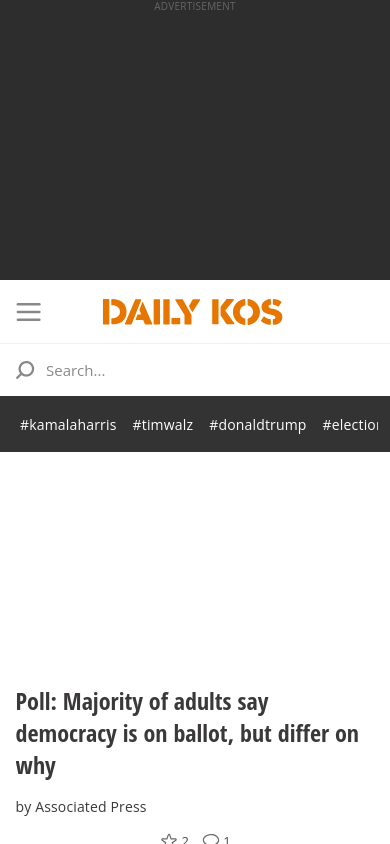 ADVERTISEMENT
DAILY KOS
Search...
#kamalaharris #timwalz #donaldtrump #election
Poll: Majority of adults say
democracy is on ballot, but differ on
why
by Associated Press
2 1